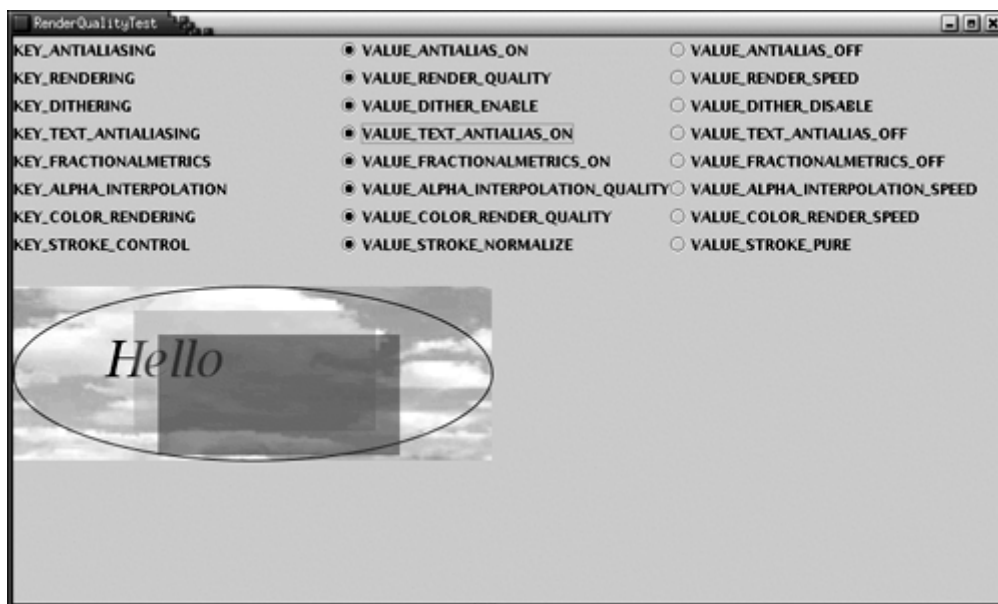 RenderQualityTest
KEY_ANTIALIASING VALUE_ANTIALIAS_ON VALUE_ANTIALIAS_OFF
KEY_RENDERING VALUE_RENDER_QUALITY VALUE_RENDER_SPEED
KEY_DITHERING VALUE_DITHER_ENABLE VALUE_DITHER_DISABLE
KEY_TEXT_ANTIALIASING VALUE_TEXT_ANTIALIAS_ON VALUE_TEXT_ANTIALIAS_OFF
KEY_FRACTIONALMETRICS VALUE_FRACTIONALMETRICS_ON VALUE_FRACTIONALMETRICS_OFF
KEY_ALPHA_INTERPOLATION VALUE_ALPHA_INTERPOLATION_QUALITY VALUE_ALPHA_INTERPOLATION_SPEED
KEY_COLOR_RENDERING VALUE_COLOR_RENDER_QUALITY VALUE_COLOR_RENDER_SPEED
KEY_STROKE_CONTROL VALUE_STROKE_NORMALIZE VALUE_STROKE_PURE
Hello